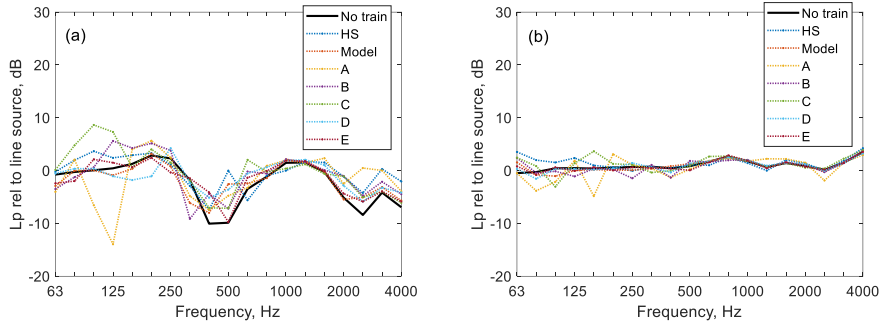 (a)
Lp rel to line source, dB
30
20
10
0
-10
-20
63 125 250 500 1000 2000 4000
Frequency, Hz
No train
HS
Model
A
B
C
D
E
(b)
Lp rel to line source, dB
30
20
10
0
-10
-20
63 125 250 500 1000 2000 4000
Frequency, Hz
No train
HS
Model
A
B
C
D
E